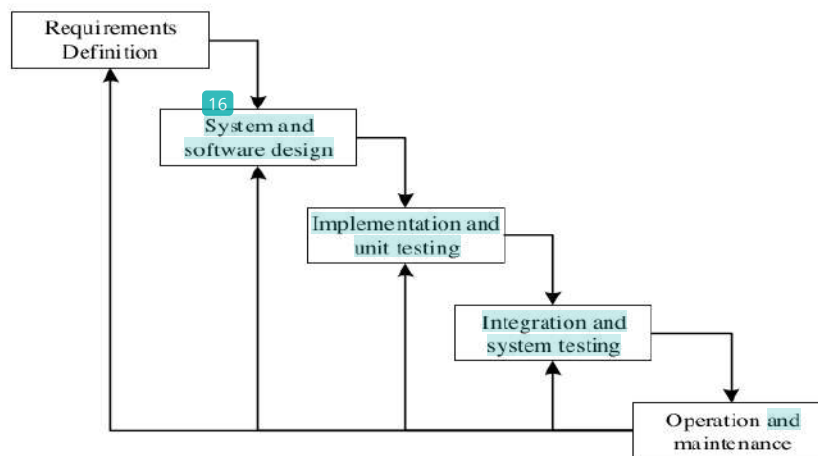 Requirements
Definition
16
System and
software design
Implementation and
unit testing
Integration and
system testing
Operation and
maintenance